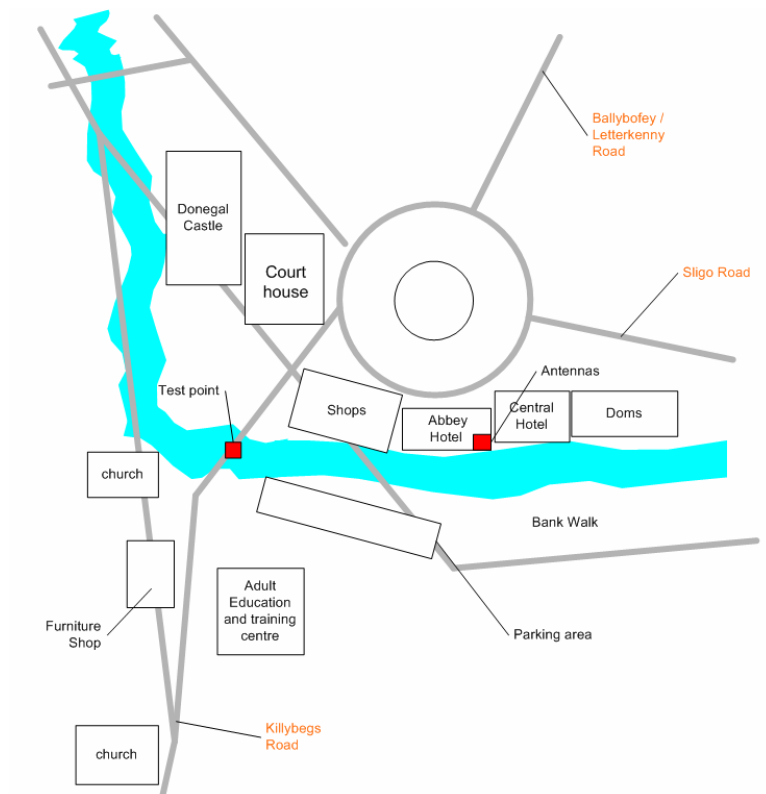 Ballybofey /
Letterkenny
Road
Donegal
Castle
Court
house
Sligo Road
Antennas
Test point
Shops
Abbey
Hotel
Central
Hotel
Doms
church
Bank Walk
Adult
Education
and training
centre
Furniture
Shop
Parking area
Killybegs
Road
church